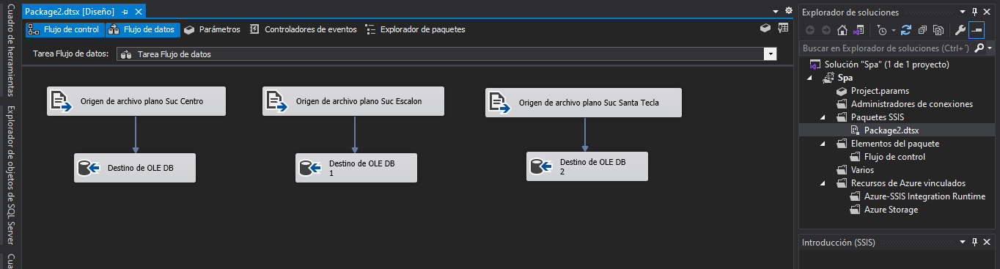 Cuadro de herramientas
Explorador de objetos de SQL Server
Cua
Package2.dtsx [Diseño]
Flujo de control
Flujo de datos
Parámetros
Controladores de eventos
Explorador de paquetes
Tarea Flujo de datos:
Tarea Flujo de datos
Origen de archivo plano Suc Centro
Origen de archivo plano Suc Escalon
Origen de archivo plano Suc Santa Tecla
Destino de OLE DB
Destino de OLE DB
1
Destino de OLE DB
2
Explorador de soluciones
Buscar en Explorador de soluciones (Ctrl+¨)
Solución "Spa" (1 de 1 proyecto)
Spa
Project.params
Administradores de conexiones
Paquetes SSIS
Package2.dtsx
Elementos del paquete
Flujo de control
Varios
Recursos de Azure vinculados
Azure-SSIS Integration Runtime
Azure Storage
Introducción (SSIS)